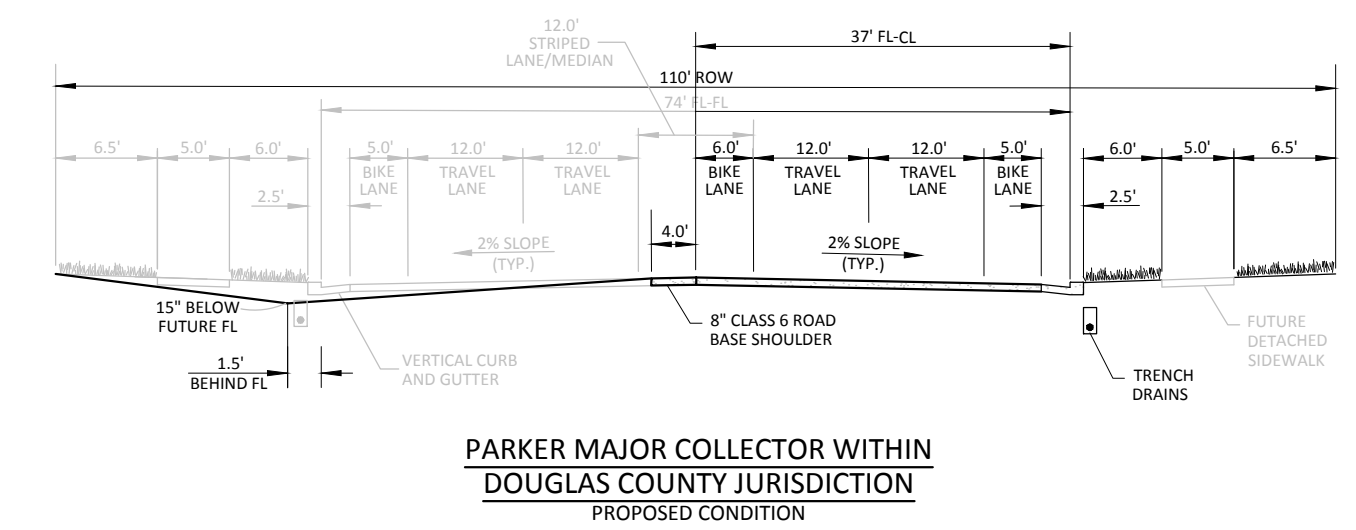 12.0'
STRIPED
LANE/MEDIAN
37' FL-CL
110' ROW
74' FL-FL
6.5'
5.0'
6.0'
2.5'
5.0'
BIKE
LANE
12.0'
TRAVEL
LANE
12.0'
TRAVEL
LANE
6.0'
BIKE
LANE
12.0'
TRAVEL
LANE
12.0'
TRAVEL
LANE
5.0'
BIKE
LANE
6.0'
5.0'
6.5'
2.5'
2% SLOPE
(TYP.)
4.0'
2% SLOPE
(TYP.)
15" BELOW
FUTURE FL
1.5'
BEHIND FL
VERTICAL CURB
AND GUTTER
8" CLASS 6 ROAD
BASE SHOULDER
TRENCH
DRAINS
FUTURE
DETACHED
SIDEWALK
PARKER MAJOR COLLECTOR WITHIN
DOUGLAS COUNTY JURISDICTION
PROPOSED CONDITION